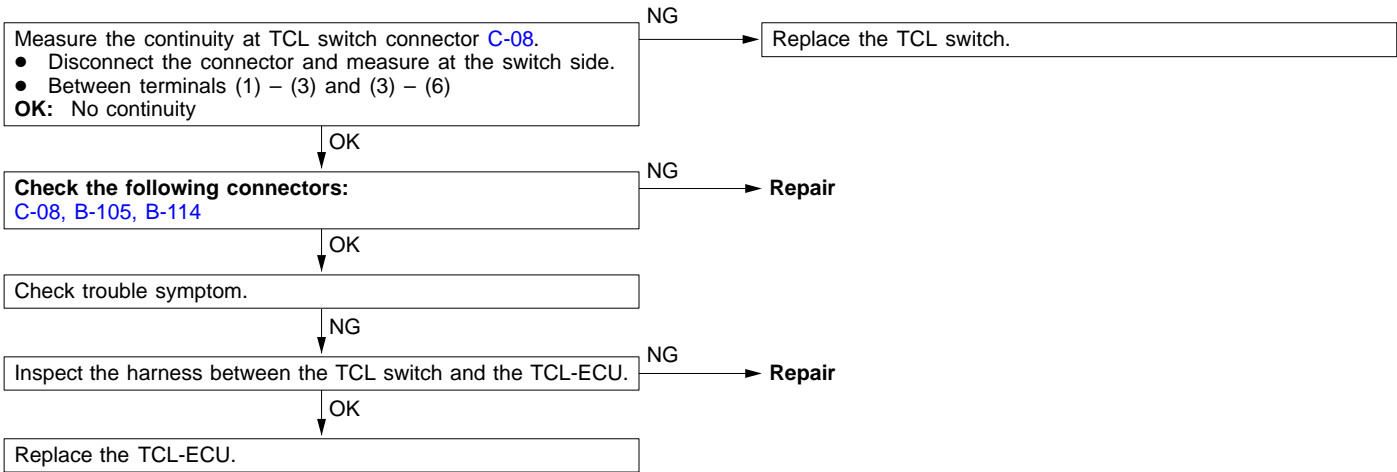 NG
Measure the continuity at TCL switch connector C-08.
● Disconnect the connector and measure at the switch side.
● Between terminals (1) – (3) and (3) – (6)
OK: No continuity
Replace the TCL switch.
OK
NG
Check the following connectors:
C-08, B-105, B-114
Repair
OK
Check trouble symptom.
NG
NG
Inspect the harness between the TCL switch and the TCL-ECU.
Repair
OK
Replace the TCL-ECU.